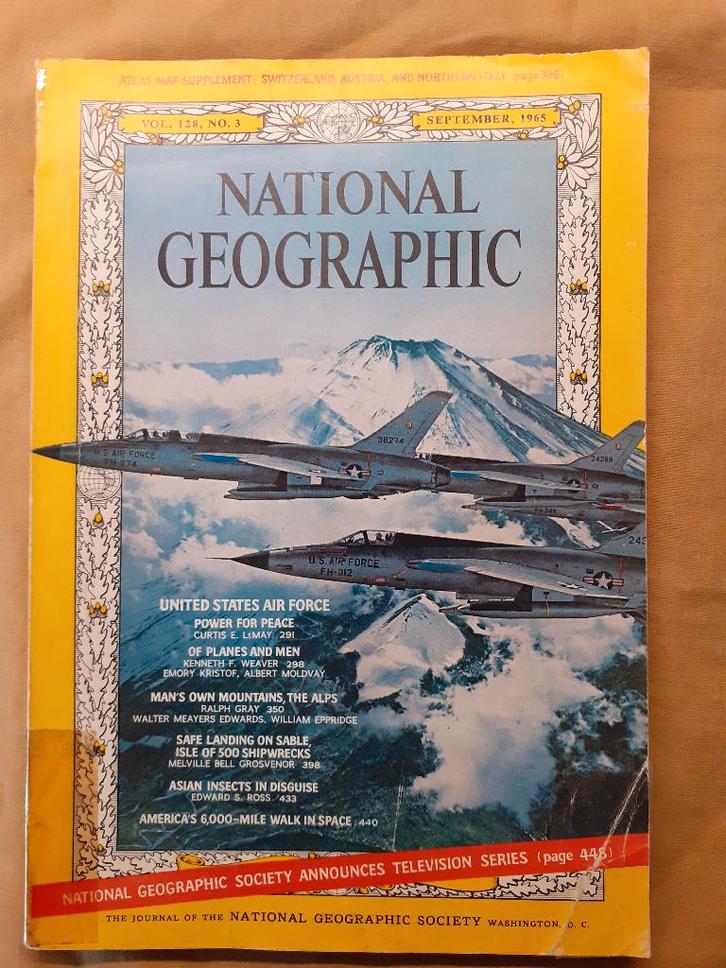 ATLAS MAP SUPPLEMENT: SWITZERLAND, AUSTRIA, AND NORTHERN ITALY (page 396)
VOL. 128, NO. 3
SEPTEMBER, 1965
NATIONAL
GEOGRAPHIC
38274
U.S. AIR FORCE
FH-274
24288
FH-288
243
U.S. AIR FORCE
FH-312
UNITED STATES AIR FORCE
POWER FOR PEACE
CURTIS E. LeMAY 291
OF PLANES AND MEN
KENNETH F. WEAVER 298
EMORY KRISTOF, ALBERT MOLDVAY
MAN'S OWN MOUNTAINS, THE ALPS
RALPH GRAY 350
WALTER MEAYERS EDWARDS, WILLIAM EPPRIDGE
SAFE LANDING ON SABLE,
ISLE OF 500 SHIPWRECKS
MELVILLE BELL GROSVENOR 398
ASIAN INSECTS IN DISGUISE
EDWARD S. ROSS 433
AMERICA'S 6,000-MILE WALK IN SPACE 440
NATIONAL GEOGRAPHIC SOCIETY ANNOUNCES TELEVISION SERIES (page 448)
THE JOURNAL OF THE NATIONAL GEOGRAPHIC SOCIETY WASHINGTON, D. C.